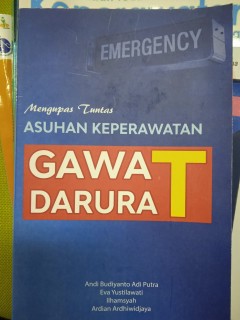 EMERGENCY
Mengupas Tuntas
ASUHAN KEPERAWATAN
GAWAT
DARURAT
Andi Budiyanto Adi Putra
Eva Yustilawati
Ilhamsyah
Ardian Ardhiwidjaya